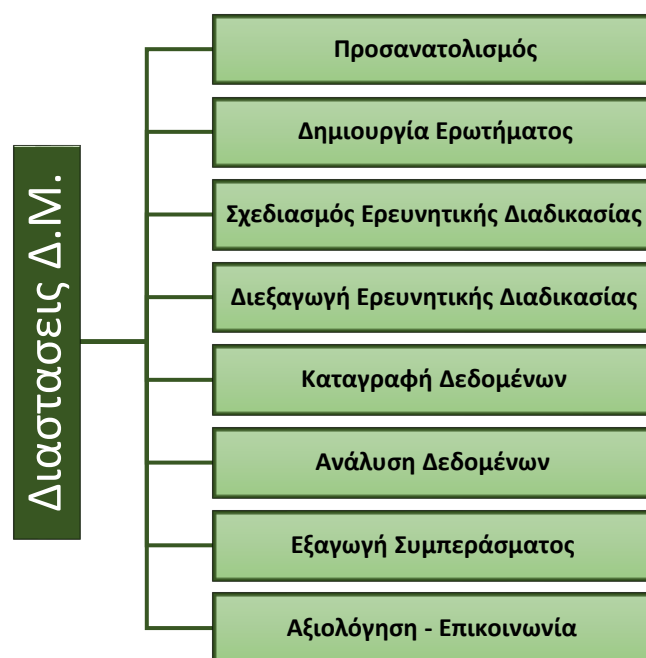 Διαστασεις Δ.Μ.
Προσανατολισμός
Δημιουργία Ερωτήματος
Σχεδιασμός Ερευνητικής Διαδικασίας
Διεξαγωγή Ερευνητικής Διαδικασίας
Καταγραφή Δεδομένων
Ανάλυση Δεδομένων
Εξαγωγή Συμπεράσματος
Αξιολόγηση - Επικοινωνία